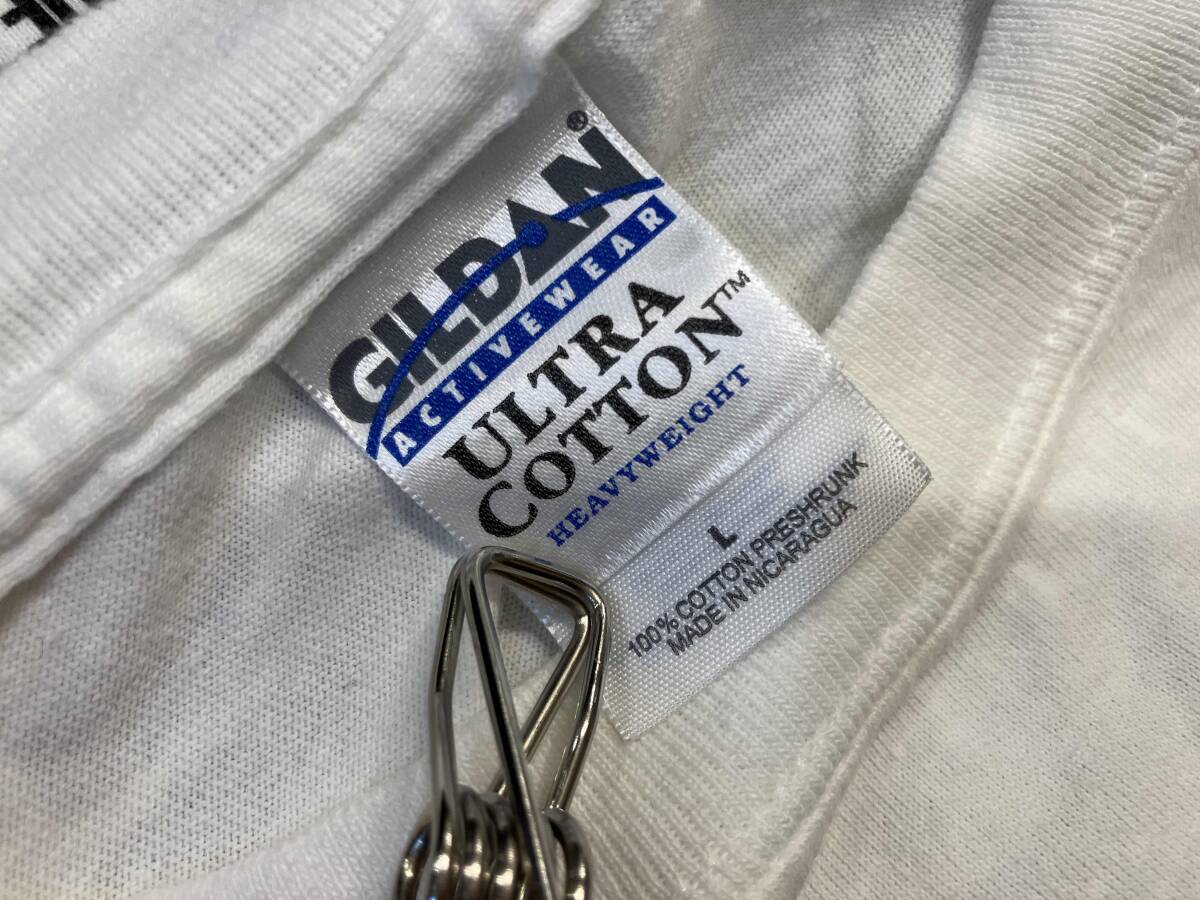 GILDAN®
ACTIVEWEAR
ULTRA
COTTON™
HEAVYWEIGHT
L
100% COTTON PRESHRUNK
MADE IN NICARAGUA